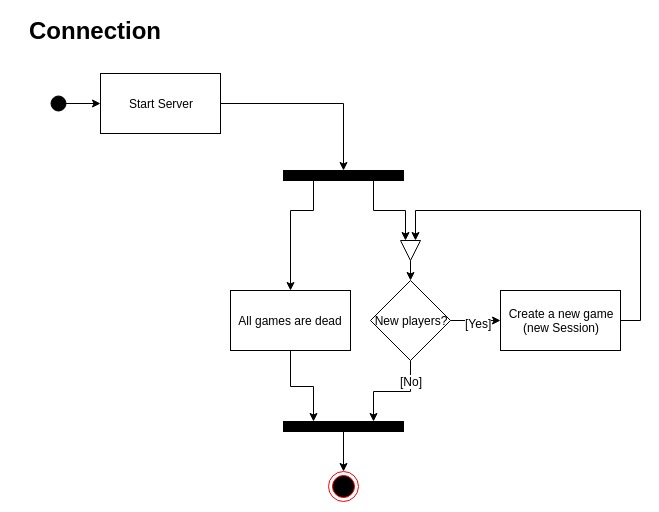 Connection
Start Server
All games are dead
New players?
[Yes]
Create a new game
(new Session)
[No]